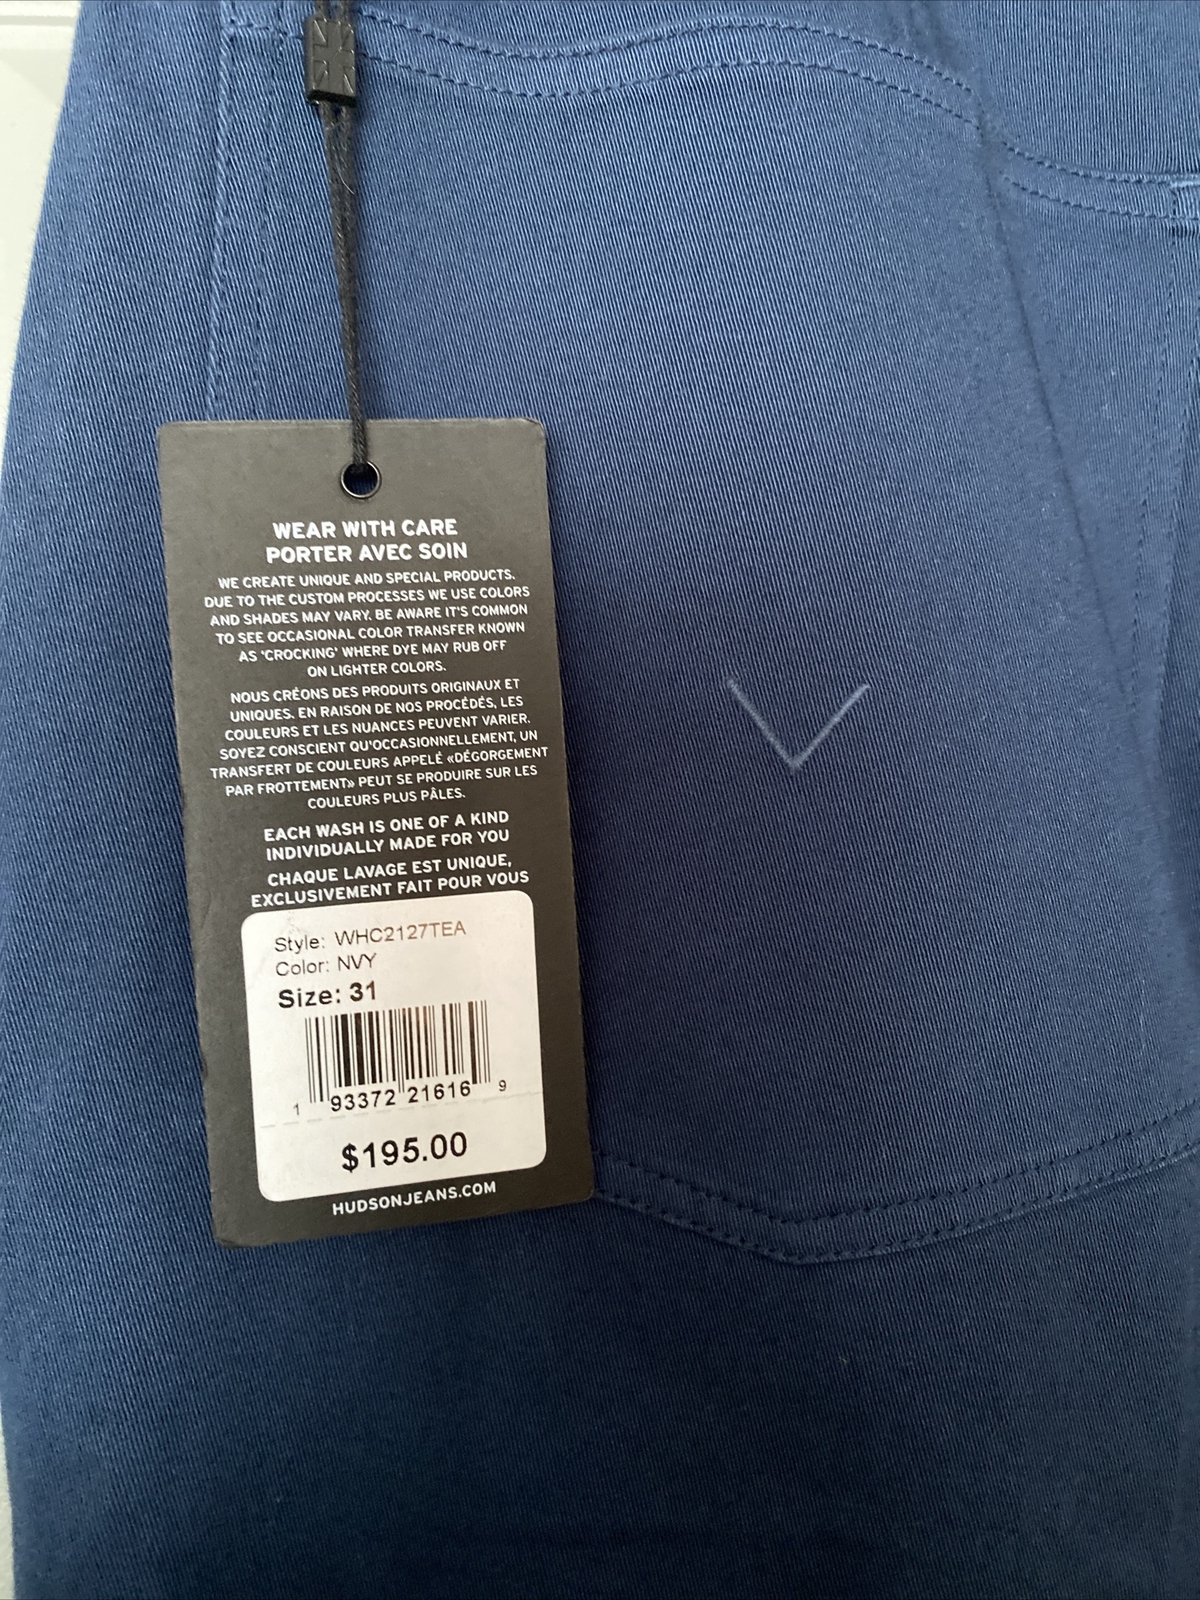 WEAR WITH CARE
PORTER AVEC SOIN
WE CREATE UNIQUE AND SPECIAL PRODUCTS.
DUE TO THE CUSTOM PROCESSES WE USE COLORS
AND SHADES MAY VARY. BE AWARE IT'S COMMON
TO SEE OCCASIONAL COLOR TRANSFER KNOWN
AS 'CROCKING' WHERE DYE MAY RUB OFF
ON LIGHTER COLORS.
NOUS CRÉONS DES PRODUITS ORIGINAUX ET
UNIQUES. EN RAISON DE NOS PROCÉDÉS, LES
COULEURS ET LES NUANCES PEUVENT VARIER.
SOYEZ CONSCIENT QU'OCCASIONNELLEMENT, UN
TRANSFERT DE COULEURS APPELÉ «DÉGORGEMENT
PAR FROTTEMENT» PEUT SE PRODUIRE SUR LES
COULEURS PLUS PÂLES.
EACH WASH IS ONE OF A KIND
INDIVIDUALLY MADE FOR YOU
CHAQUE LAVAGE EST UNIQUE,
EXCLUSIVEMENT FAIT POUR VOUS
Style: WHC2127TEA
Color: NVY
Size: 31
1 93372 21616 9
$195.00
HUDSONJEANS.COM